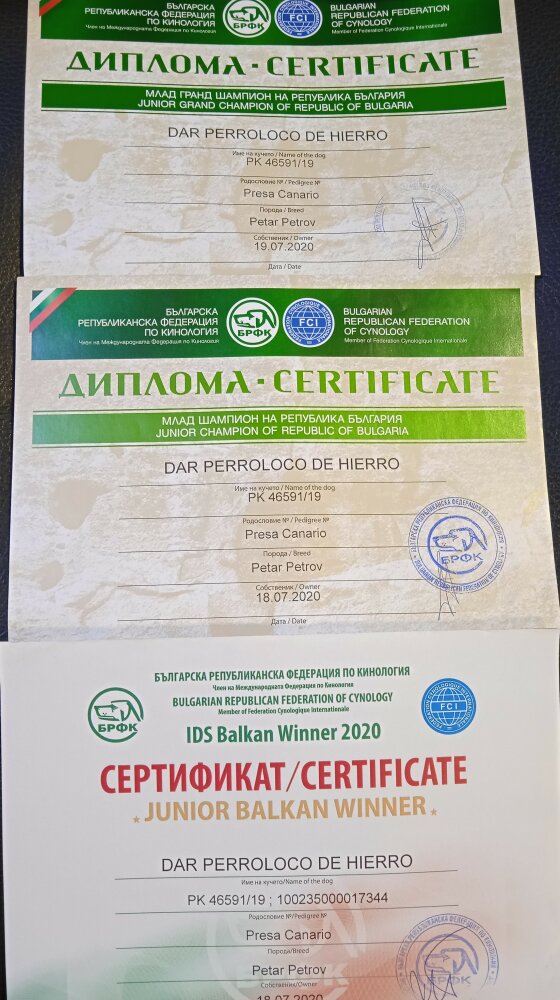 БЪЛГАРСКА
РЕПУБЛИКАНСКА ФЕДЕРАЦИЯ
ПО КИНОЛОГИЯ
Член на Международната Федерация по Кинология
БРФК
FCI
BULGARIAN
REPUBLICAN FEDERATION
OF CYNOLOGY
Member of Federation Cynologique Internationale
ДИПЛОМА · CERTIFICATE
МЛАД ГРАНД ШАМПИОН НА РЕПУБЛИКА БЪЛГАРИЯ
JUNIOR GRAND CHAMPION OF REPUBLIC OF BULGARIA
DAR PERROLOCO DE HIERRO
Име на кучето / Name of the dog
PK 46591/19
Родословие № / Pedigree №
Presa Canario
Порода / Breed
Petar Petrov
Собственик / Owner
19.07.2020
Дата / Date
БЪЛГАРСКА
РЕПУБЛИКАНСКА ФЕДЕРАЦИЯ
ПО КИНОЛОГИЯ
Член на Международната Федерация по Кинология
БРФК
FCI
BULGARIAN
REPUBLICAN FEDERATION
OF CYNOLOGY
Member of Federation Cynologique Internationale
ДИПЛОМА · CERTIFICATE
МЛАД ШАМПИОН НА РЕПУБЛИКА БЪЛГАРИЯ
JUNIOR CHAMPION OF REPUBLIC OF BULGARIA
DAR PERROLOCO DE HIERRO
Име на кучето / Name of the dog
PK 46591/19
Родословие № / Pedigree №
Presa Canario
Порода / Breed
Petar Petrov
Собственик / Owner
18.07.2020
Дата / Date
БРФК
БЪЛГАРСКА РЕПУБЛИКАНСКА ФЕДЕРАЦИЯ ПО КИНОЛОГИЯ
Член на Международната Федерация по Кинология
BULGARIAN REPUBLICAN FEDERATION OF CYNOLOGY
Member of Federation Cynologique Internationale
БРФК
FCI
IDS Balkan Winner 2020
СЕРТИФИКАТ/CERTIFICATE
JUNIOR BALKAN WINNER
DAR PERROLOCO DE HIERRO
Име на кучето/Name of the dog
PK 46591/19 ; 100235000017344
Родословие №/Pedigree №
Presa Canario
Порода/Breed
Petar Petrov
Собственик/Owner
18.07.2020
БРФК